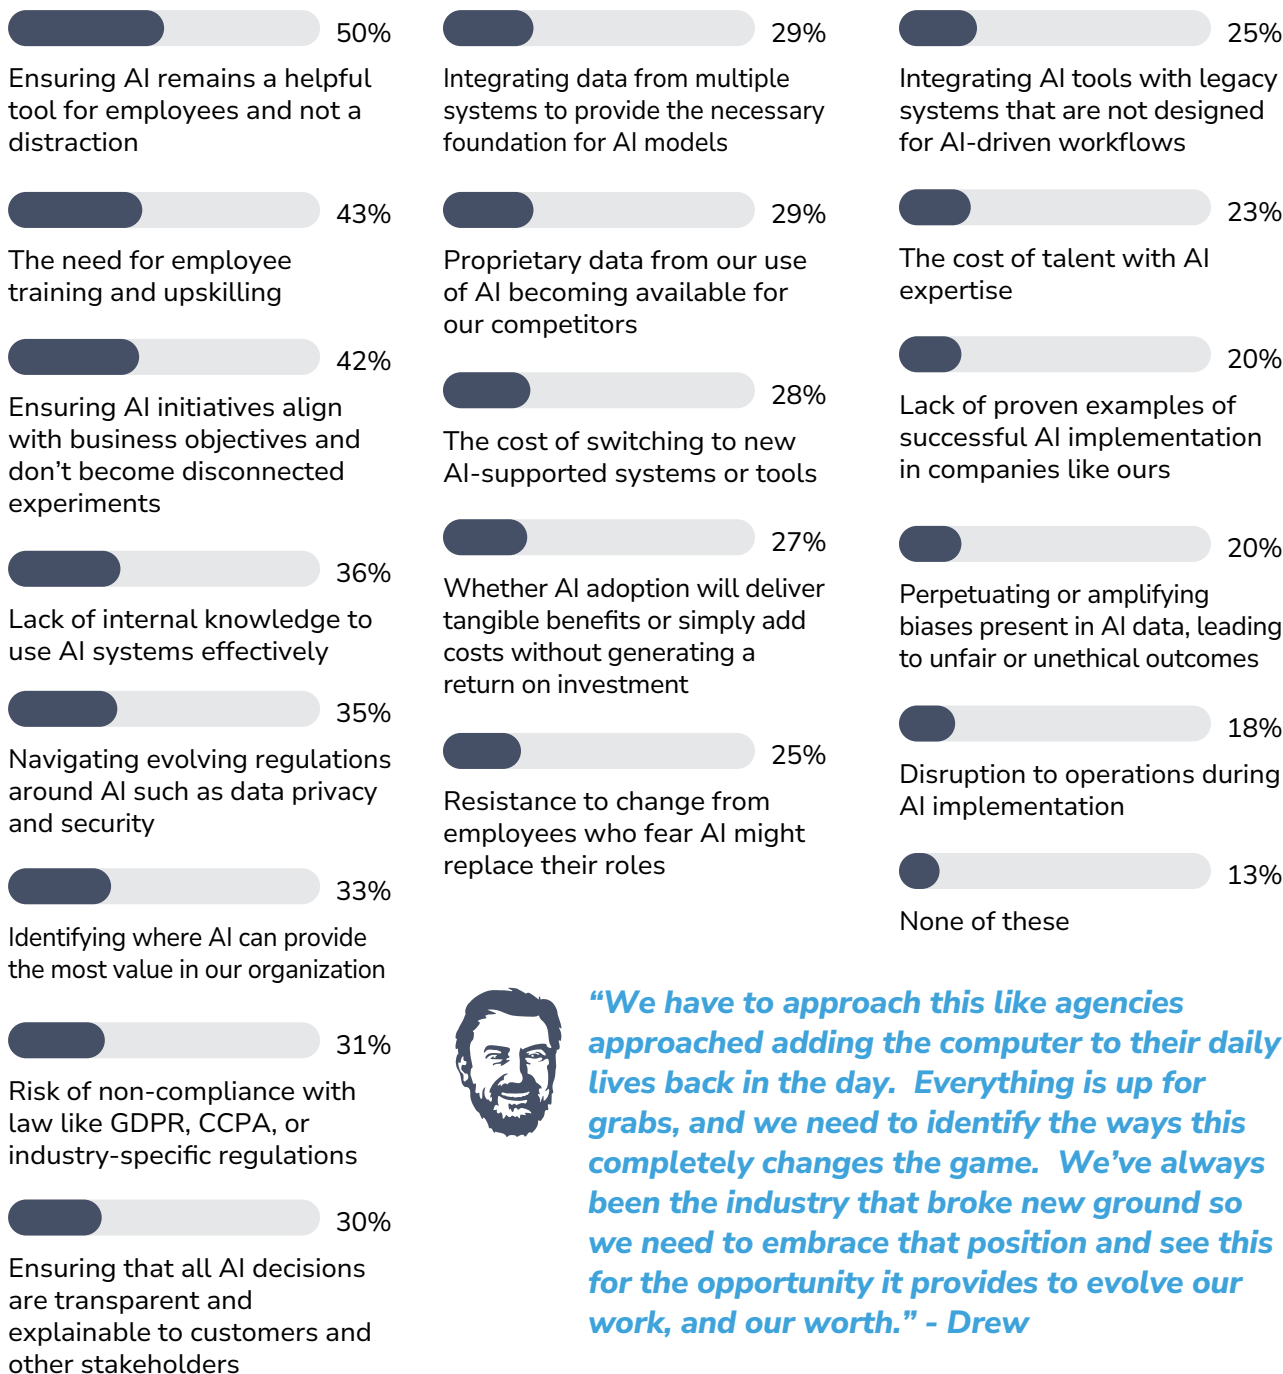 50%
Ensuring AI remains a helpful
tool for employees and not a
distraction
43%
The need for employee
training and upskilling
42%
Ensuring AI initiatives align
with business objectives and
don’t become disconnected
experiments
36%
Lack of internal knowledge to
use AI systems effectively
35%
Navigating evolving regulations
around AI such as data privacy
and security
33%
Identifying where AI can provide
the most value in our organization
31%
Risk of non-compliance with
law like GDPR, CCPA, or
industry-specific regulations
30%
Ensuring that all AI decisions
are transparent and
explainable to customers and
other stakeholders
29%
Integrating data from multiple
systems to provide the necessary
foundation for AI models
29%
Proprietary data from our use
of AI becoming available for
our competitors
28%
The cost of switching to new
AI-supported systems or tools
27%
Whether AI adoption will deliver
tangible benefits or simply add
costs without generating a
return on investment
25%
Resistance to change from
employees who fear AI might
replace their roles
25%
Integrating AI tools with legacy
systems that are not designed
for AI-driven workflows
23%
The cost of talent with AI
expertise
20%
Lack of proven examples of
successful AI implementation
in companies like ours
20%
Perpetuating or amplifying
biases present in AI data, leading
to unfair or unethical outcomes
18%
Disruption to operations during
AI implementation
13%
None of these
“We have to approach this like agencies
approached adding the computer to their daily
lives back in the day.  Everything is up for
grabs, and we need to identify the ways this
completely changes the game.  We’ve always
been the industry that broke new ground so
we need to embrace that position and see this
for the opportunity it provides to evolve our
work, and our worth.” - Drew